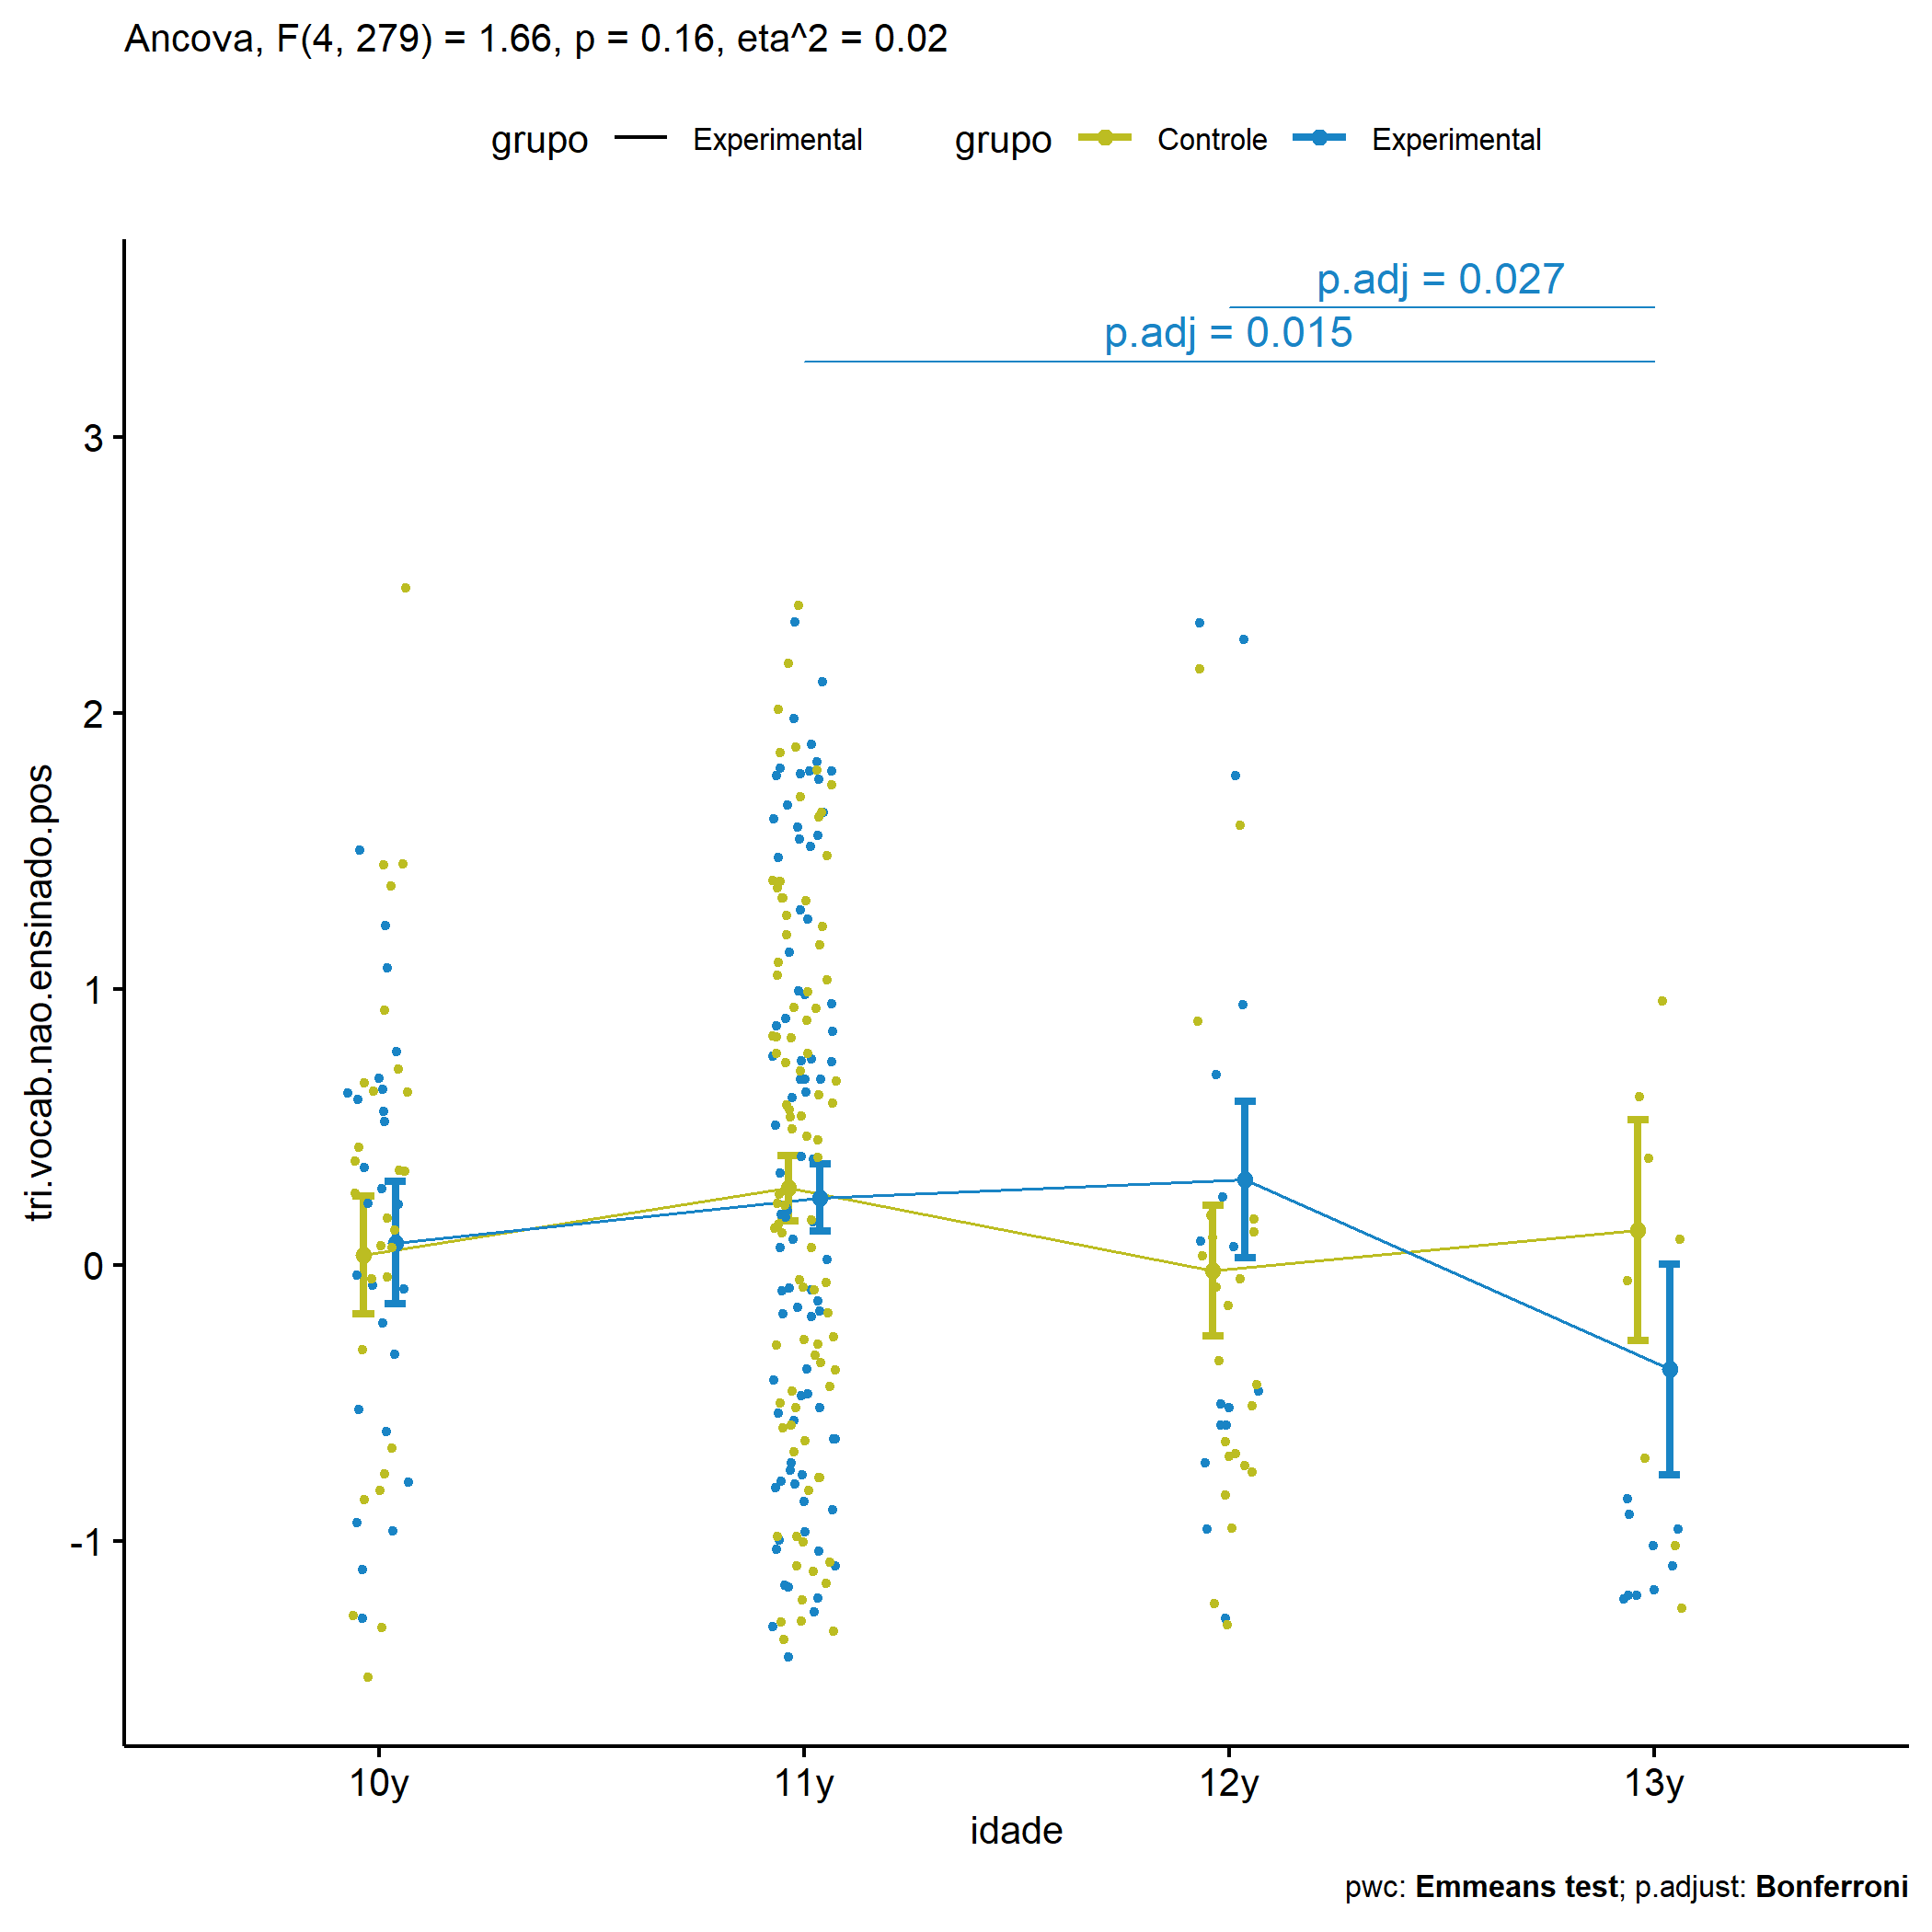 Ancova, F(4, 279) = 1.66, p = 0.16, eta^2 = 0.02
grupo Experimental grupo Controle Experimental
p.adj = 0.027
p.adj = 0.015
3
2
1
0
-1
tri.vocab.nao.ensinado.pos
10y 11y 12y 13y
idade
pwc: Emmeans test; p.adjust: Bonferroni